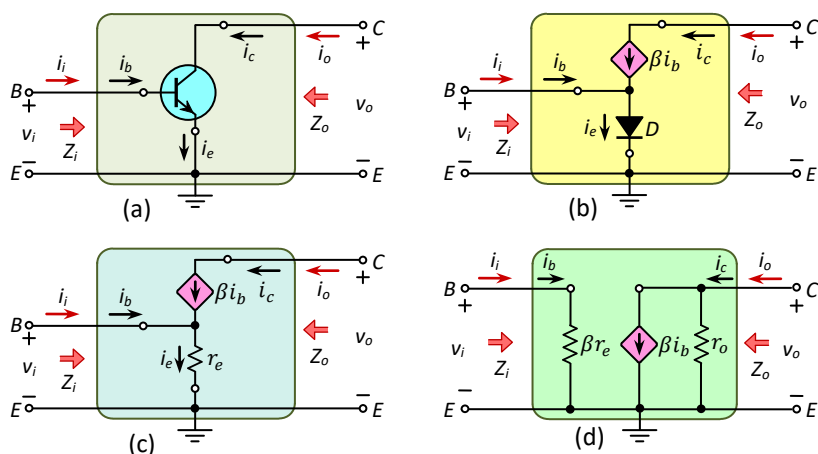 i_c i_o C
+
i_i i_b
B
+
v_i Z_i i_e Z_o v_o
− −
E E
(a)
i_c i_o C
+
βi_b
i_i i_b
B
+
v_i Z_i i_e D Z_o v_o
− −
E E
(b)
i_c i_o C
+
βi_b
i_i i_b
B
+
v_i Z_i i_e r_e Z_o v_o
− −
E E
(c)
i_i i_b i_c i_o
B C
+ +
v_i Z_i βr_e βi_b r_o Z_o v_o
− −
E E
(d)